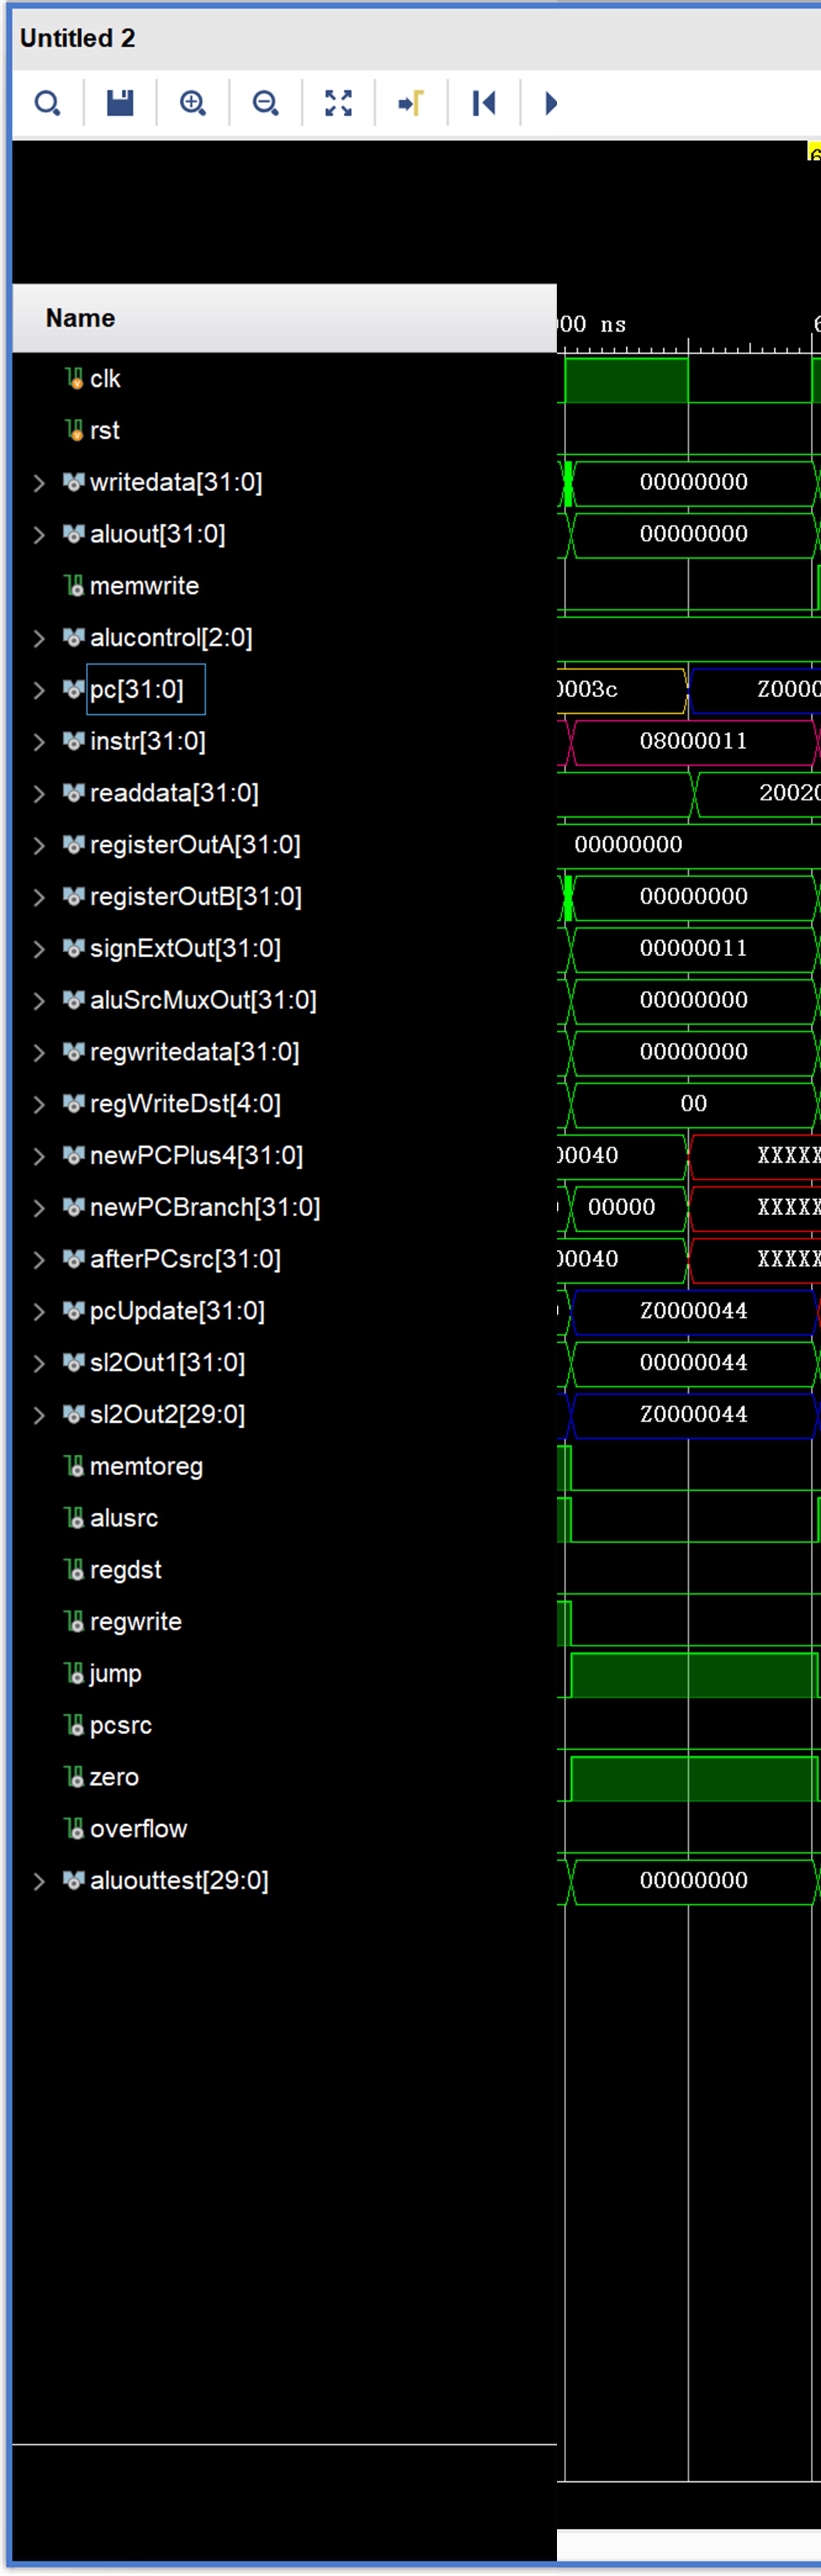 Untitled 2
6
Name
00 ns 6
clk
rst
writedata[31:0] 00000000
aluout[31:0] 00000000
memwrite
alucontrol[2:0]
pc[31:0] 0003c Z0000
instr[31:0] 08000011
readdata[31:0] 20020
registerOutA[31:0] 00000000
registerOutB[31:0] 00000000
signExtOut[31:0] 00000011
aluSrcMuxOut[31:0] 00000000
regwritedata[31:0] 00000000
regWriteDst[4:0] 00
newPCPlus4[31:0] 00040 XXXXX
newPCBranch[31:0] 00000 XXXXX
afterPCsrc[31:0] 00040 XXXXX
pcUpdate[31:0] Z0000044
sl2Out1[31:0] 00000044
sl2Out2[29:0] Z0000044
memtoreg
alusrc
regdst
regwrite
jump
pcsrc
zero
overflow
aluouttest[29:0] 00000000